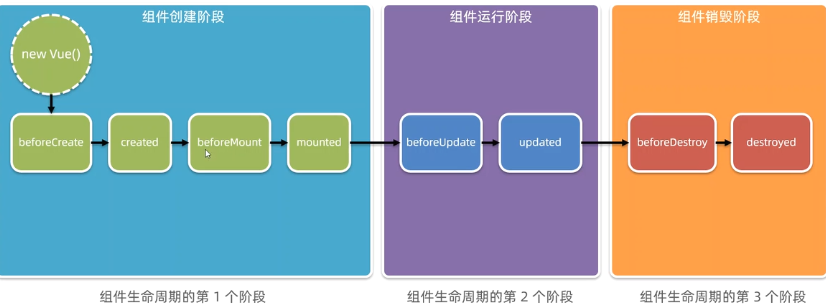 组件创建阶段
组件运行阶段
组件销毁阶段
new Vue()
beforeCreate
created
beforeMount
mounted
beforeUpdate
updated
beforeDestroy
destroyed
组件生命周期的第 1 个阶段
组件生命周期的第 2 个阶段
组件生命周期的第 3 个阶段